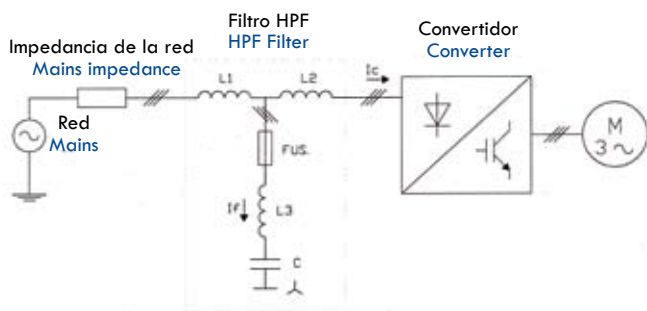 Filtro HPF
HPF Filter
Convertidor
Converter
Impedancia de la red
Mains impedance
L1
L2
Ic
Red
Mains
FUS.
M
3 ~
If
L3
C